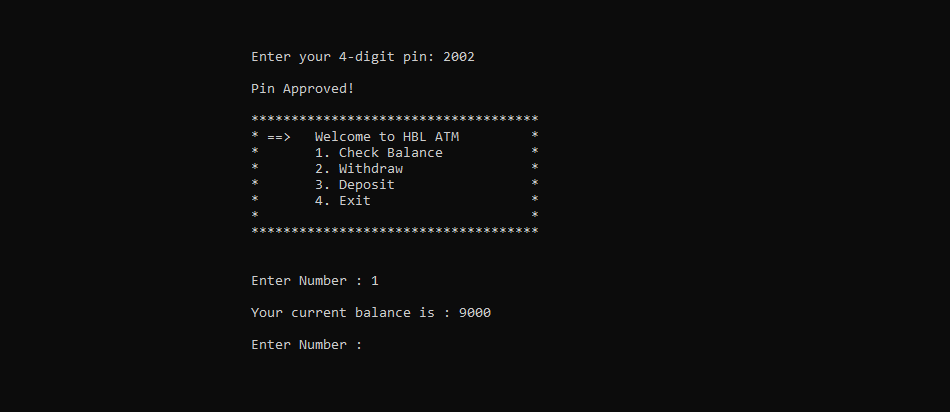 Enter your 4-digit pin: 2002
Pin Approved!
************************************
* ==>   Welcome to HBL ATM         *
*       1. Check Balance           *
*       2. Withdraw                *
*       3. Deposit                 *
*       4. Exit                    *
*                                  *
************************************
Enter Number : 1
Your current balance is : 9000
Enter Number :